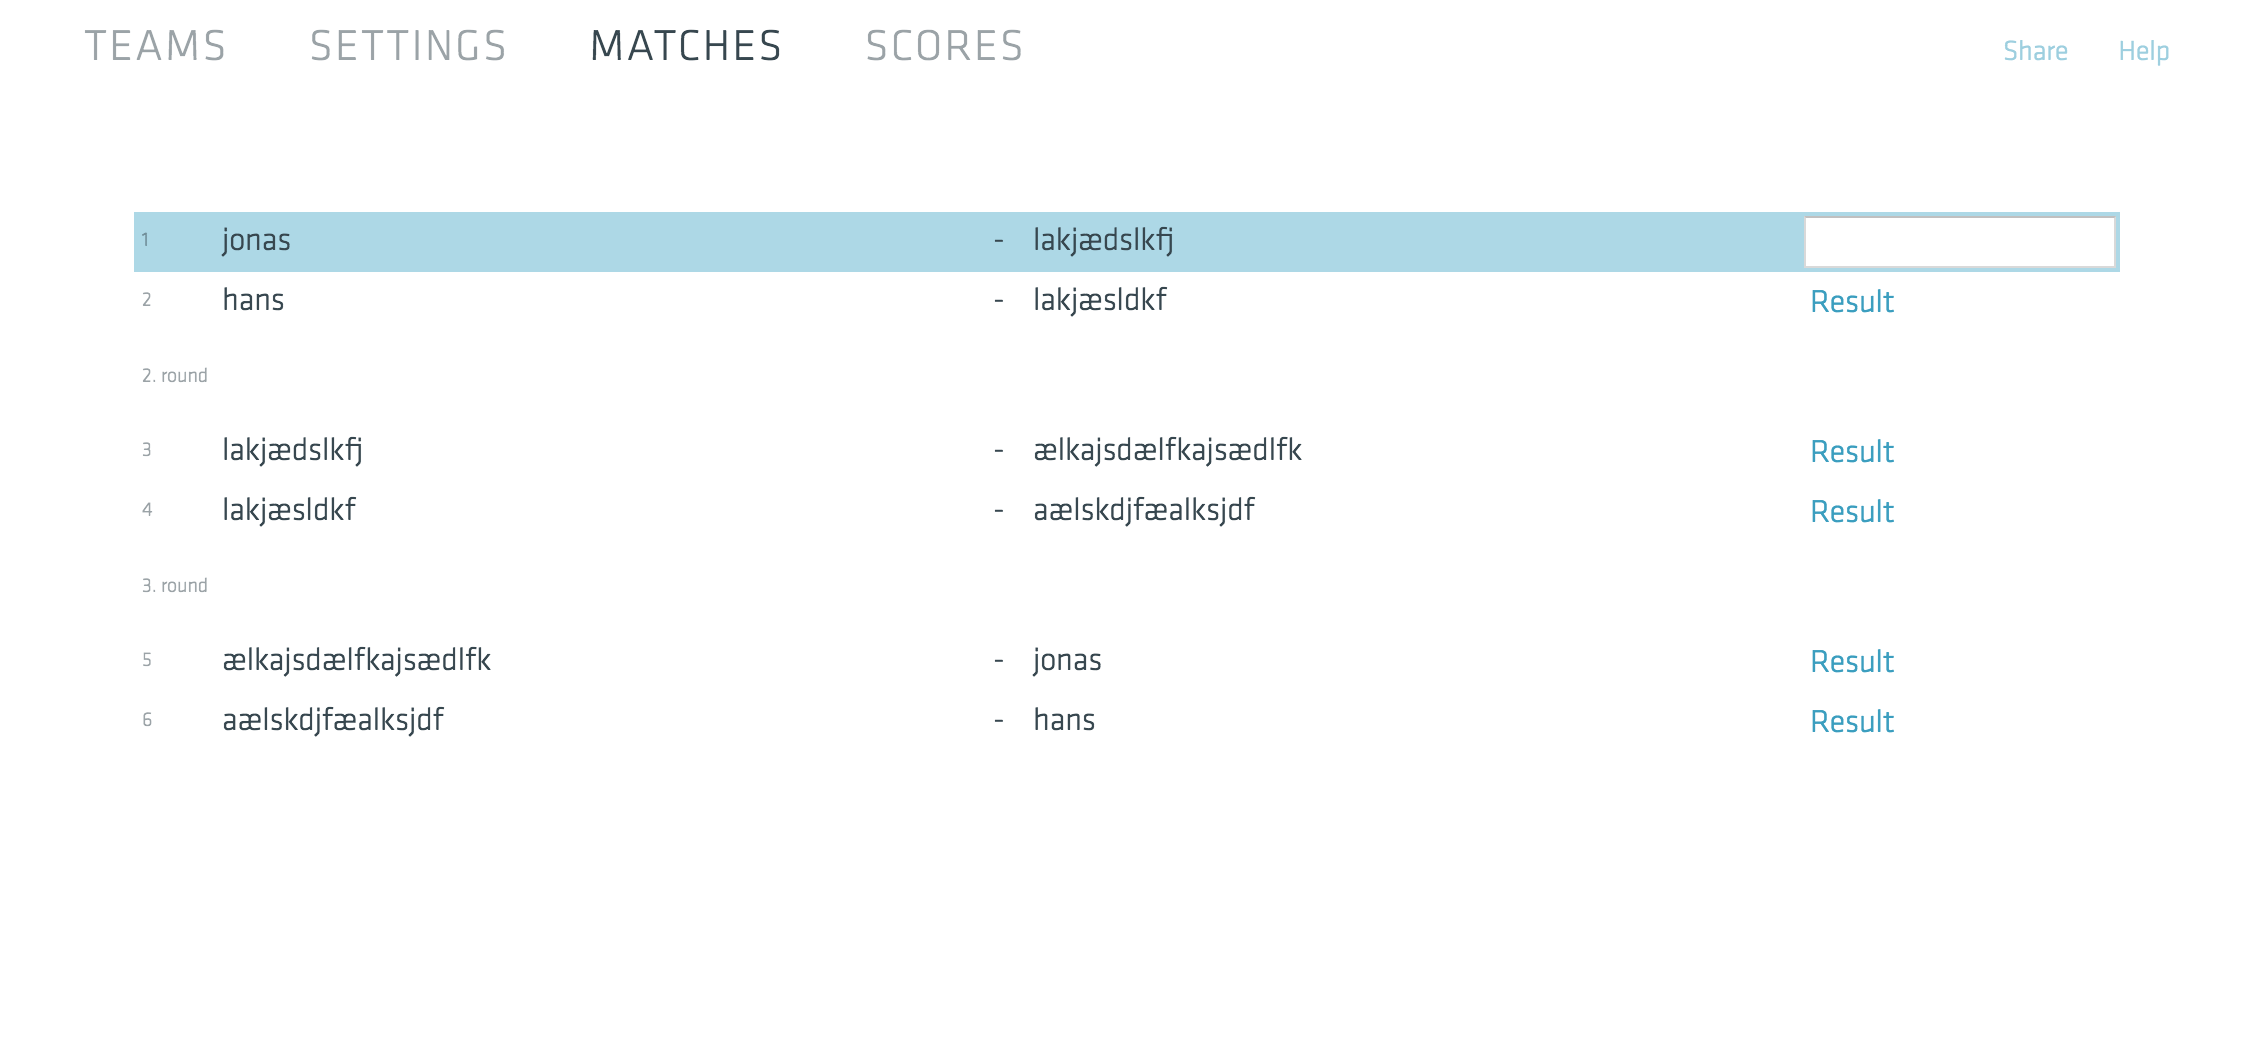 TEAMS SETTINGS MATCHES SCORES Share Help
1 jonas - lakjædslkfj
2 hans - lakjæsldkf Result
2. round
3 lakjædslkfj - ælkajsdælfkajsædlfk Result
4 lakjæsldkf - aælskdjfæalksjdf Result
3. round
5 ælkajsdælfkajsædlfk - jonas Result
6 aælskdjfæalksjdf - hans Result